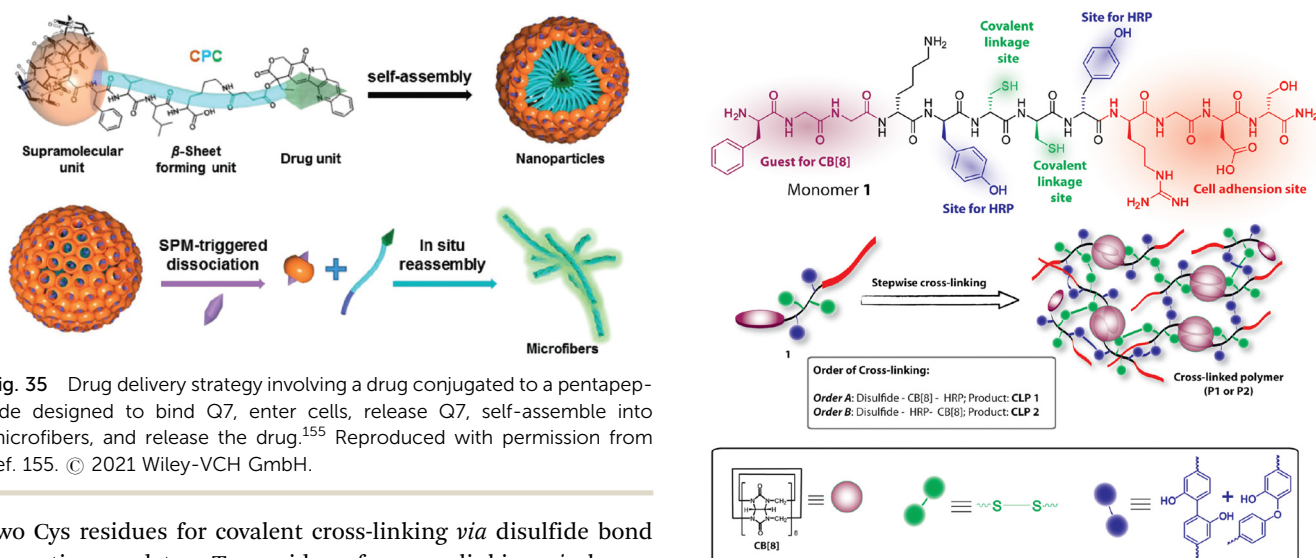 CPC
self-assembly
Supramolecular
unit
β-Sheet
forming unit
Drug unit
Nanoparticles
SPM-triggered
dissociation
In situ
reassembly
Microfibers
ig. 35 Drug delivery strategy involving a drug conjugated to a pentapep-
de designed to bind Q7, enter cells, release Q7, self-assemble into
icrofibers, and release the drug.155 Reproduced with permission from
ef. 155. © 2021 Wiley-VCH GmbH.
wo Cys residues for covalent cross-linking via disulfide bond
Covalent
linkage
site
Site for HRP
OH
NH2
SH
OH
H2N
O
O
O
O
O
O
O
O
NH2
Guest for CB[8]
SH
O
OH
HO
Monomer 1
OH
Site for HRP
Covalent
linkage
site
NH
H2N
NH
Cell adhension site
Stepwise cross-linking
1
Order of Cross-linking:
Order A: Disulfide - CB[8] - HRP; Product: CLP 1
Order B: Disulfide - HRP- CB[8]; Product: CLP 2
Cross-linked polymer
(P1 or P2)
CB[8]
S
S
HO
OH
+
HO
O